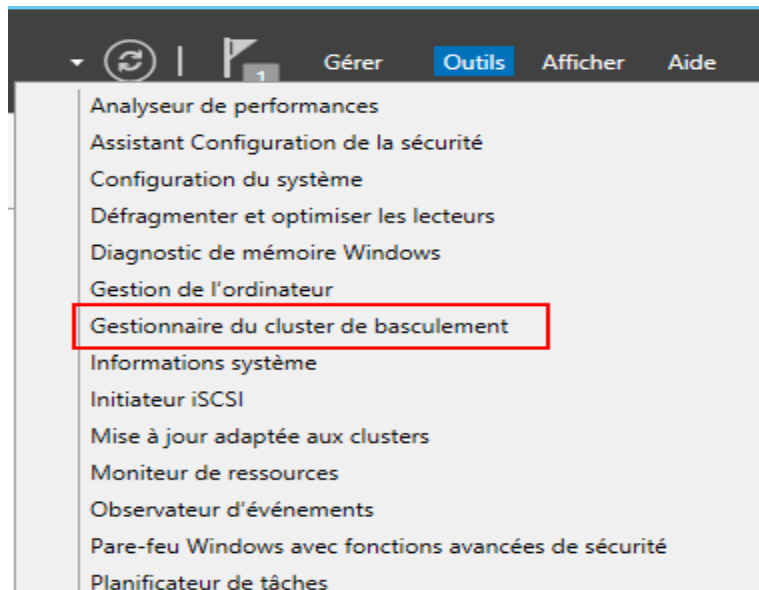 Gérer Outils Afficher Aide
1
Analyseur de performances
Assistant Configuration de la sécurité
Configuration du système
Défragmenter et optimiser les lecteurs
Diagnostic de mémoire Windows
Gestion de l'ordinateur
Gestionnaire du cluster de basculement
Informations système
Initiateur iSCSI
Mise à jour adaptée aux clusters
Moniteur de ressources
Observateur d'événements
Pare-feu Windows avec fonctions avancées de sécurité
Planificateur de tâches